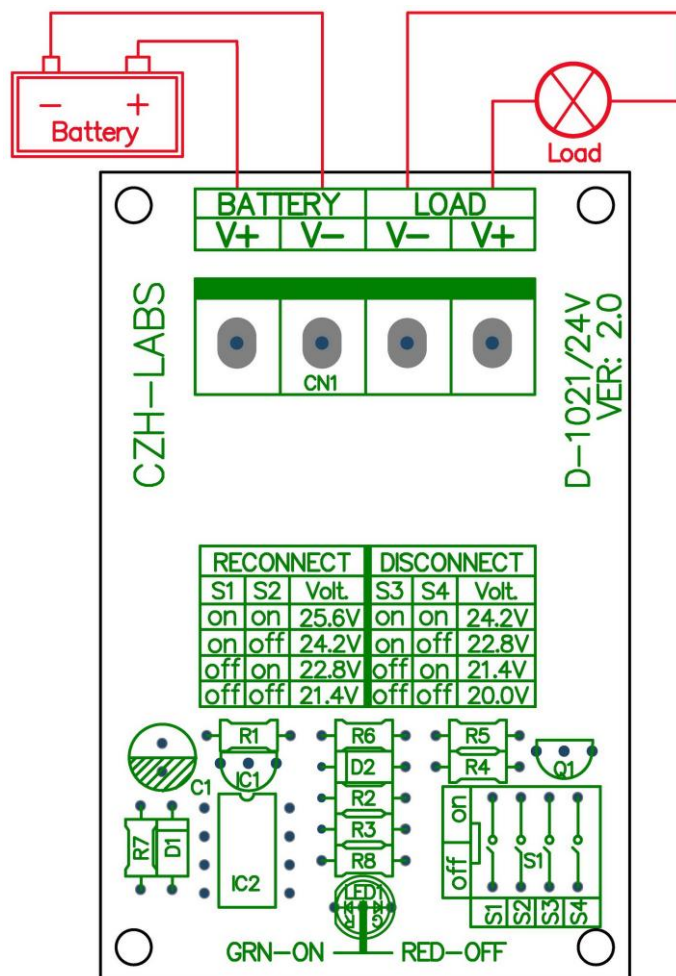 - +
Battery
Load
BATTERY LOAD
V+ V- V- V+
CZH-LABS
D-1021/24V
VER: 2.0
CN1
RECONNECT DISCONNECT
S1 S2 Volt. S3 S4 Volt.
on on 25.6V on on 24.2V
on off 24.2V on off 22.8V
off on 22.8V off on 21.4V
off off 21.4V off off 20.0V
R1 R6 R5
IC1 D2 R4 Q1
C1
R2
R3
R7 D1 IC2 R8
on
off
S1
LED1
R G
S1 S2 S3 S4
GRN-ON RED-OFF